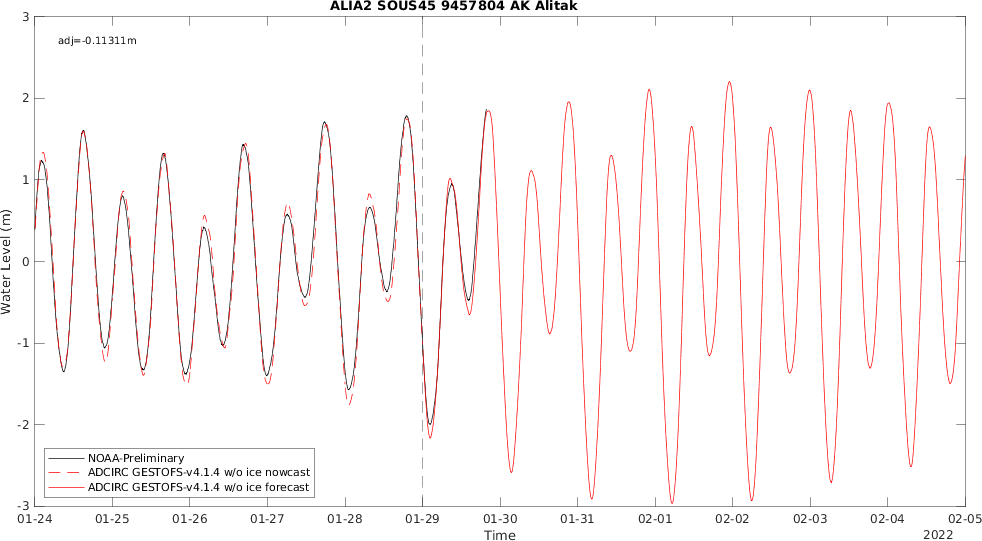 ALIA2 SOUS45 9457804 AK Alitak
adj=-0.11311m
3
2
1
0
-1
-2
-3
Water Level (m)
NOAA-Preliminary
ADCIRC GESTOFS-v4.1.4 w/o ice nowcast
ADCIRC GESTOFS-v4.1.4 w/o ice forecast
01-24 01-25 01-26 01-27 01-28 01-29 01-30 01-31 02-01 02-02 02-03 02-04 02-05
Time
2022